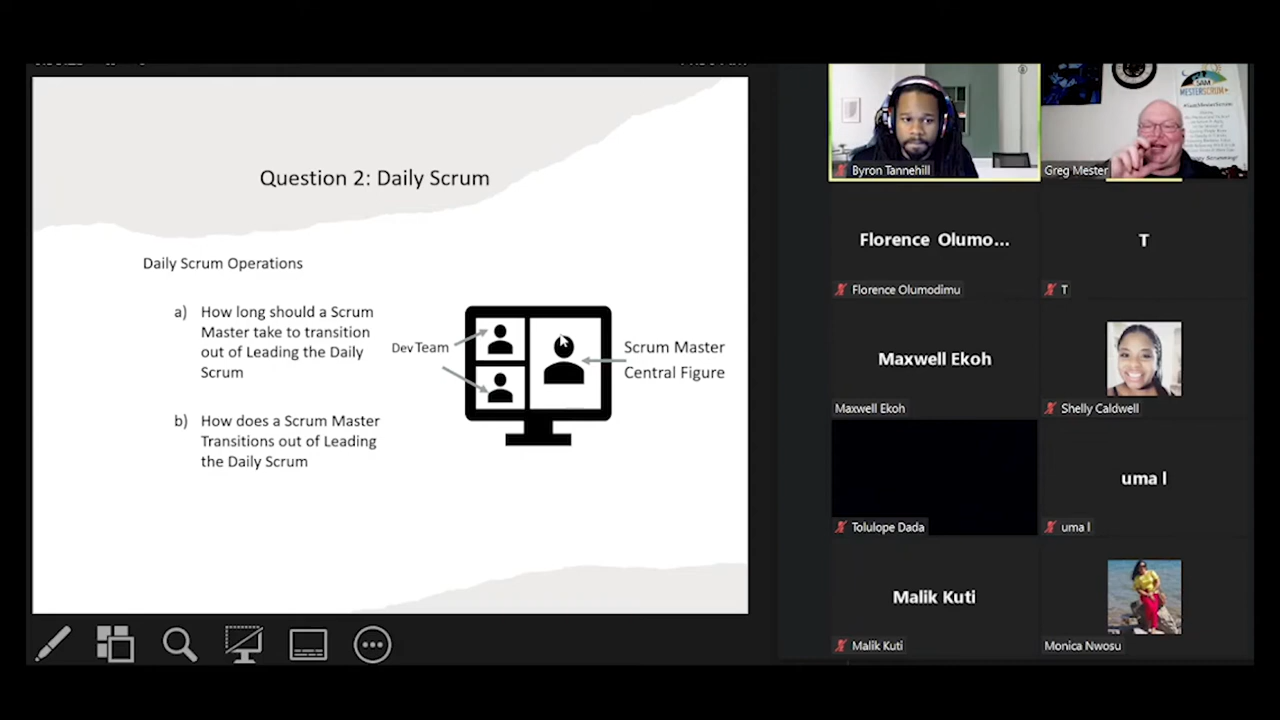 Question 2: Daily Scrum
Daily Scrum Operations
a) How long should a Scrum
Master take to transition
out of Leading the Daily
Scrum
b) How does a Scrum Master
Transitions out of Leading
the Daily Scrum
Dev Team
Scrum Master
Central Figure
Byron Tannehill
SAM
MESTERSCRUM
Greg Mester
Florence Olumo...
Florence Olumodimu
T
T
Maxwell Ekoh
Maxwell Ekoh
Shelly Caldwell
Tolulope Dada
uma l
uma l
Malik Kuti
Malik Kuti
Monica Nwosu